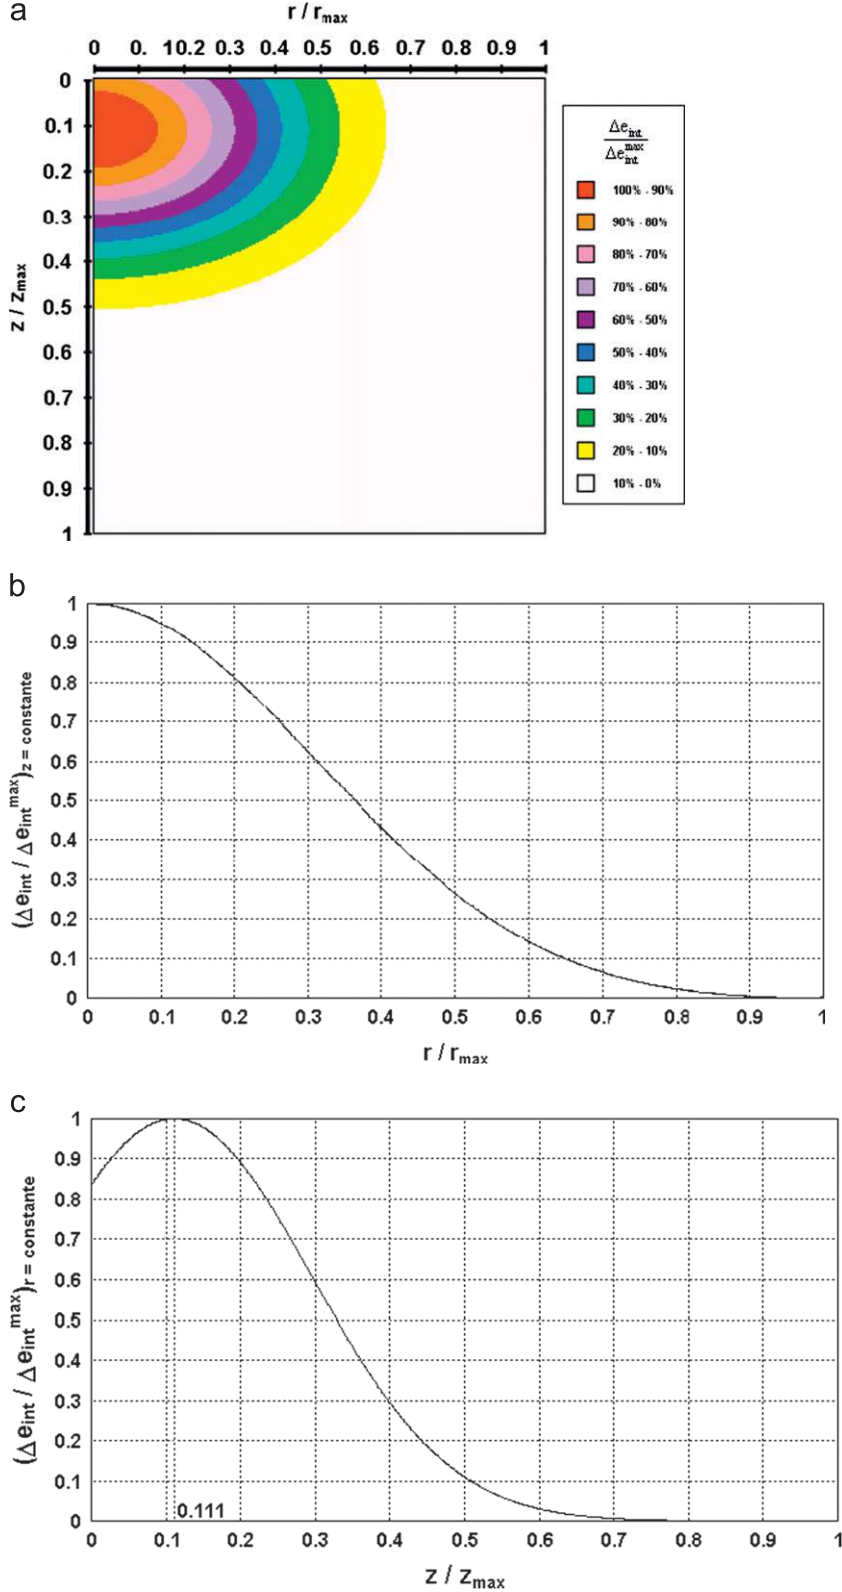 a
r / rmax
0 0. 10.2 0.3 0.4 0.5 0.6 0.7 0.8 0.9 1
0
0.1
0.2
0.3
0.4
0.5
0.6
0.7
0.8
0.9
1
z / zmax
Δeint
Δeint max
100% - 90%
90% - 80%
80% - 70%
70% - 60%
60% - 50%
50% - 40%
40% - 30%
30% - 20%
20% - 10%
10% - 0%
b
1
0.9
0.8
0.7
0.6
0.5
0.4
0.3
0.2
0.1
0
(Δeint / Δeint max)z = constante
0 0.1 0.2 0.3 0.4 0.5 0.6 0.7 0.8 0.9 1
r / rmax
c
1
0.9
0.8
0.7
0.6
0.5
0.4
0.3
0.2
0.1
0
(Δeint / Δeint max)r = constante
0.111
0 0.1 0.2 0.3 0.4 0.5 0.6 0.7 0.8 0.9 1
z / zmax